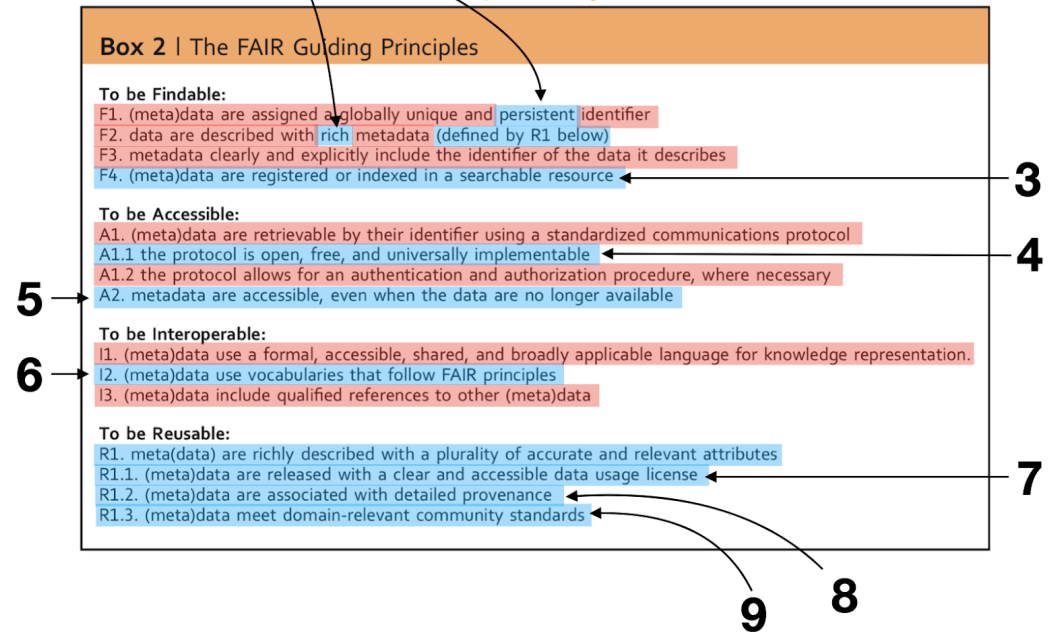 Box 2 | The FAIR Guiding Principles
To be Findable:
F1. (meta)data are assigned a globally unique and persistent identifier
F2. data are described with rich metadata (defined by R1 below)
F3. metadata clearly and explicitly include the identifier of the data it describes
F4. (meta)data are registered or indexed in a searchable resource
3
To be Accessible:
A1. (meta)data are retrievable by their identifier using a standardized communications protocol
A1.1 the protocol is open, free, and universally implementable
4
A1.2 the protocol allows for an authentication and authorization procedure, where necessary
5
A2. metadata are accessible, even when the data are no longer available
To be Interoperable:
I1. (meta)data use a formal, accessible, shared, and broadly applicable language for knowledge representation.
6
I2. (meta)data use vocabularies that follow FAIR principles
I3. (meta)data include qualified references to other (meta)data
To be Reusable:
R1. meta(data) are richly described with a plurality of accurate and relevant attributes
R1.1. (meta)data are released with a clear and accessible data usage license
7
R1.2. (meta)data are associated with detailed provenance
R1.3. (meta)data meet domain-relevant community standards
8
9